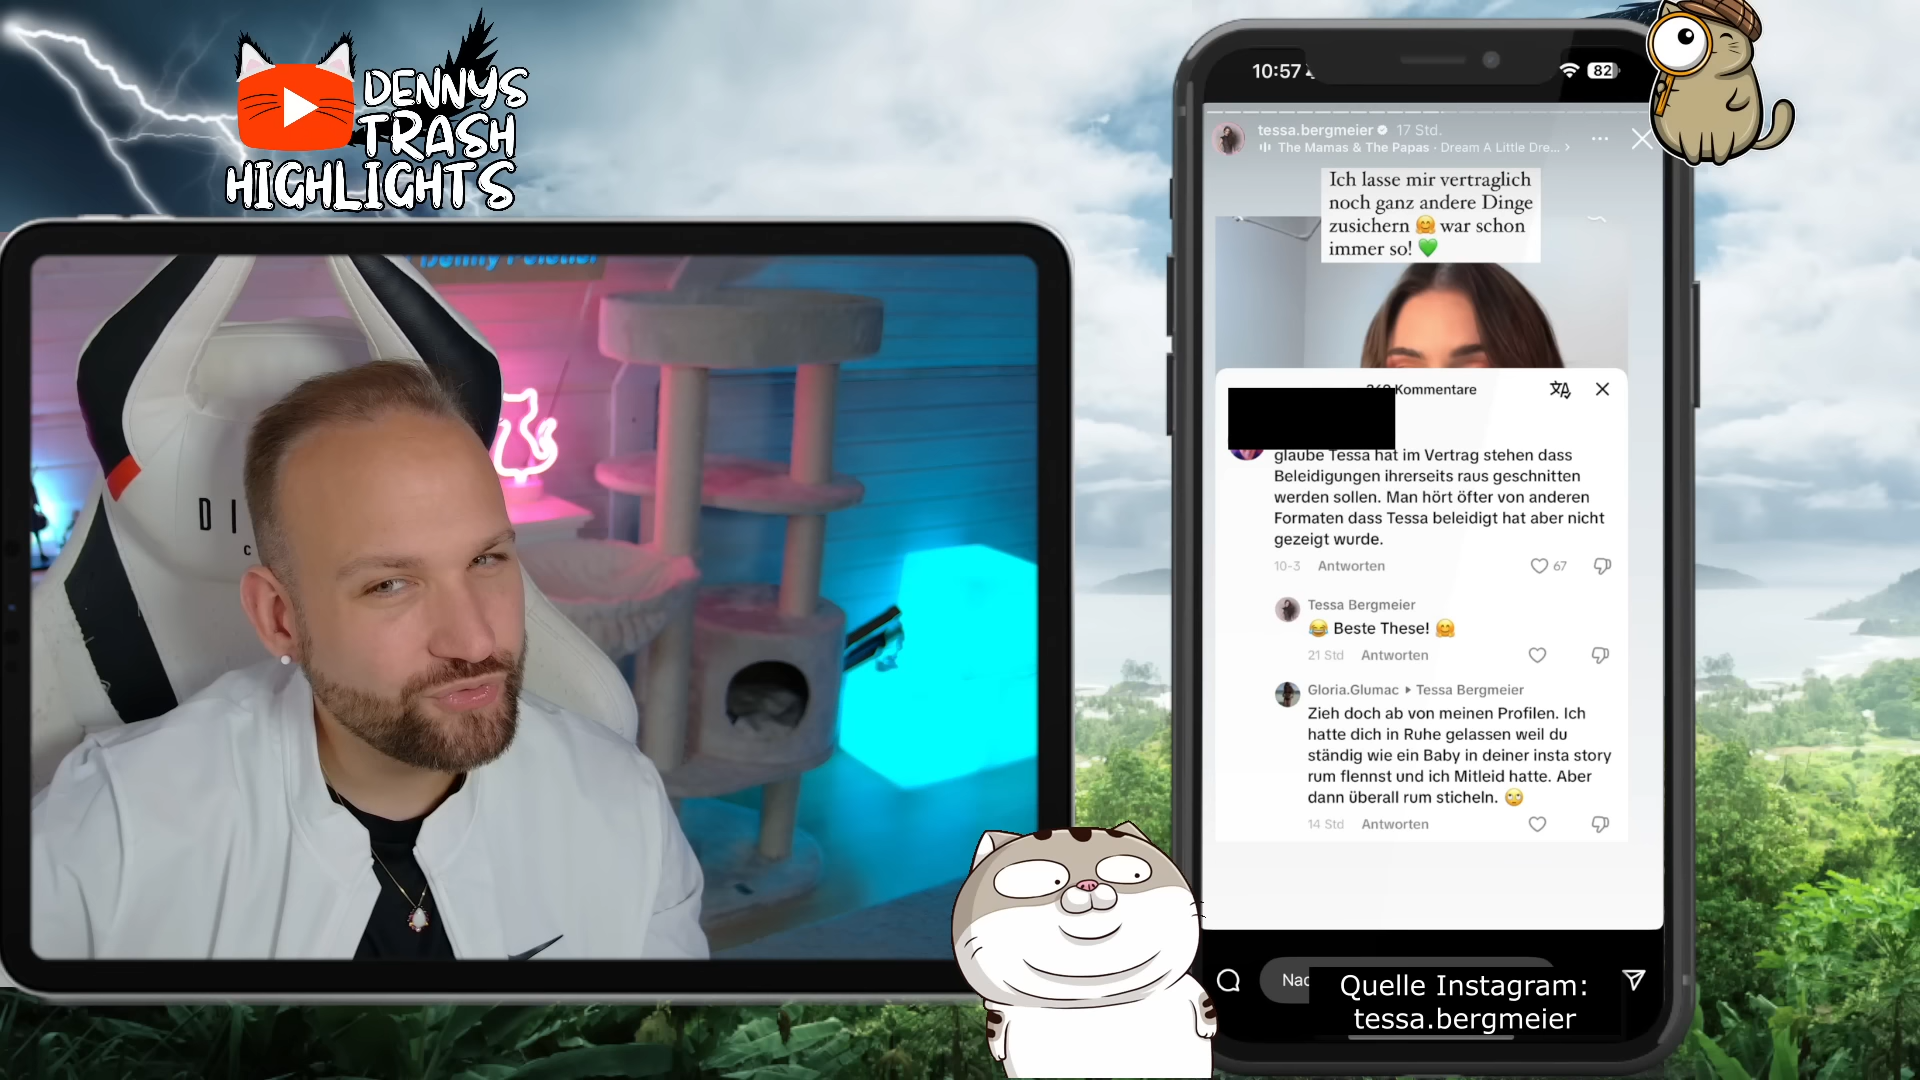 DENNYS
TRASH
HIGHLIGHTS
D I
C
10:57
82
tessa.bergmeier 17 Std.
The Mamas & The Papas · Dream A Little Dre...
Ich lasse mir vertraglich
noch ganz andere Dinge
zusichern 🤗 war schon
immer so! 💚
Kommentare
glaube Tessa hat im Vertrag stehen dass
Beleidigungen ihrerseits raus geschnitten
werden sollen. Man hört öfter von anderen
Formaten dass Tessa beleidigt hat aber nicht
gezeigt wurde.
10-3 Antworten 67
Tessa Bergmeier
😂 Beste These! 🤗
21 Std Antworten
Gloria.Glumac ▸ Tessa Bergmeier
Zieh doch ab von meinen Profilen. Ich
hatte dich in Ruhe gelassen weil du
ständig wie ein Baby in deiner insta story
rum flennst und ich Mitleid hatte. Aber
dann überall rum sticheln. 🙄
14 Std Antworten
Nac
Quelle Instagram:
tessa.bergmeier